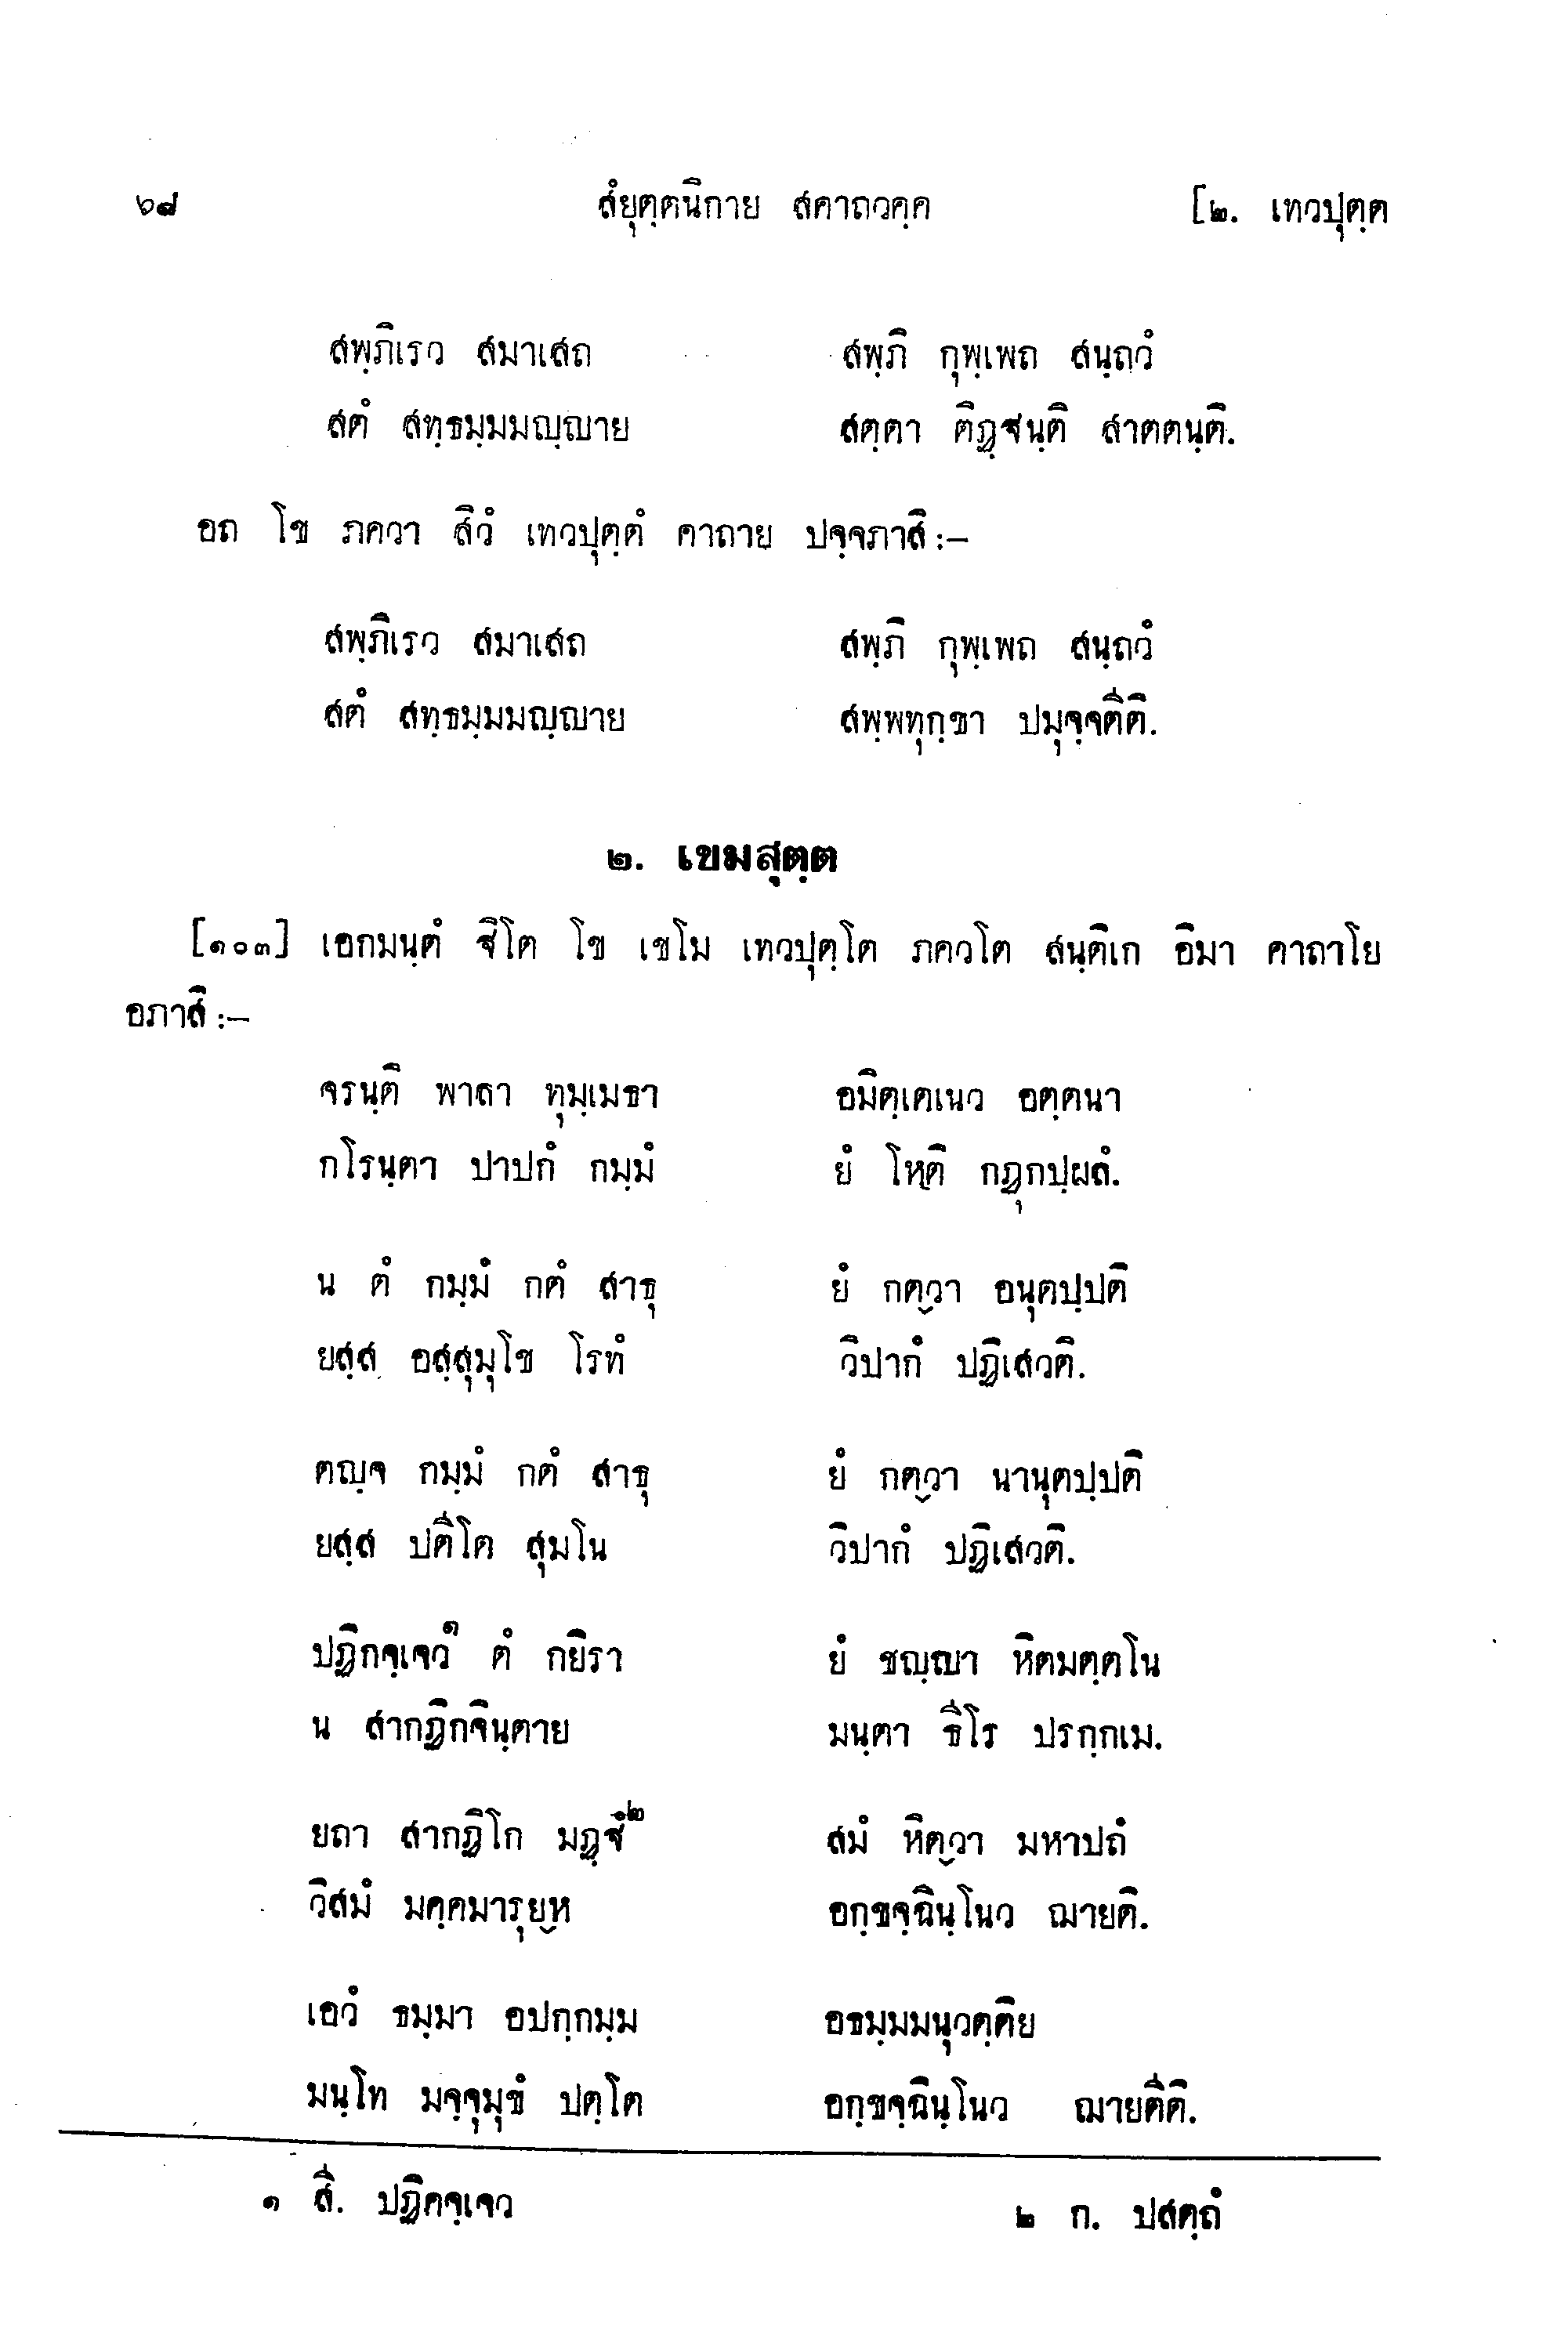 ๖๘ สํยุตฺตนิกาย สคาถวคฺค [๒. เทวปุตฺต
สพฺภิเรว สมาเสถ สพฺภิ กุพฺเพถ สนฺถวํ
สตํ สทฺธมฺมมญฺญาย สตฺตา ติฏฺฐนฺติ สาตตนฺติ.
อถ โข ภควา สิวํ เทวปุตฺตํ คาถาย ปจฺจภาสิ:–
สพฺภิเรว สมาเสถ สพฺภิ กุพฺเพถ สนฺถวํ
สตํ สทฺธมฺมมญฺญาย สพฺพทุกฺขา ปมุจฺจตีติ.
๒. เขมสุตฺต
[๑๐๓] เอกมนฺตํ ฐิโต โข เขโม เทวปุตฺโต ภควโต สนฺติเก อิมา คาถาโย
อภาสิ:–
จรนฺติ พาลา ทุมฺเมธา อมิตฺเตเนว อตฺตนา
กโรนฺตา ปาปกํ กมฺมํ ยํ โหติ กฏุกปฺผลํ.
น ตํ กมฺมํ กตํ สาธุ ยํ กตฺวา อนุตปฺปติ
ยสฺส อสฺสุมุโข โรทํ วิปากํ ปฏิเสวติ.
ตญฺจ กมฺมํ กตํ สาธุ ยํ กตฺวา นานุตปฺปติ
ยสฺส ปตีโต สุมโน วิปากํ ปฏิเสวติ.
ปฏิกจฺเจวํ๑ ตํ กยิรา ยํ ชญฺญา หิตมตฺตโน
น สากฏิกจินฺตาย มนฺตา ธีโร ปรกฺกเม.
ยถา สากฏิโก มฏฺฐํ๒ สมํ หิตฺวา มหาปถํ
วิสมํ มคฺคมารุยฺห อกฺขจฺฉินฺโนว ฌายติ.
เอวํ ธมฺมา อปกฺกมฺม อธมฺมมนุวตฺติย
มนฺโท มจฺจุมุขํ ปตฺโต อกฺขจฺฉินฺโนว ฌายตีติ.
๑ สี. ปฏิคจฺเจว ๒ ก. ปสตฺถํ